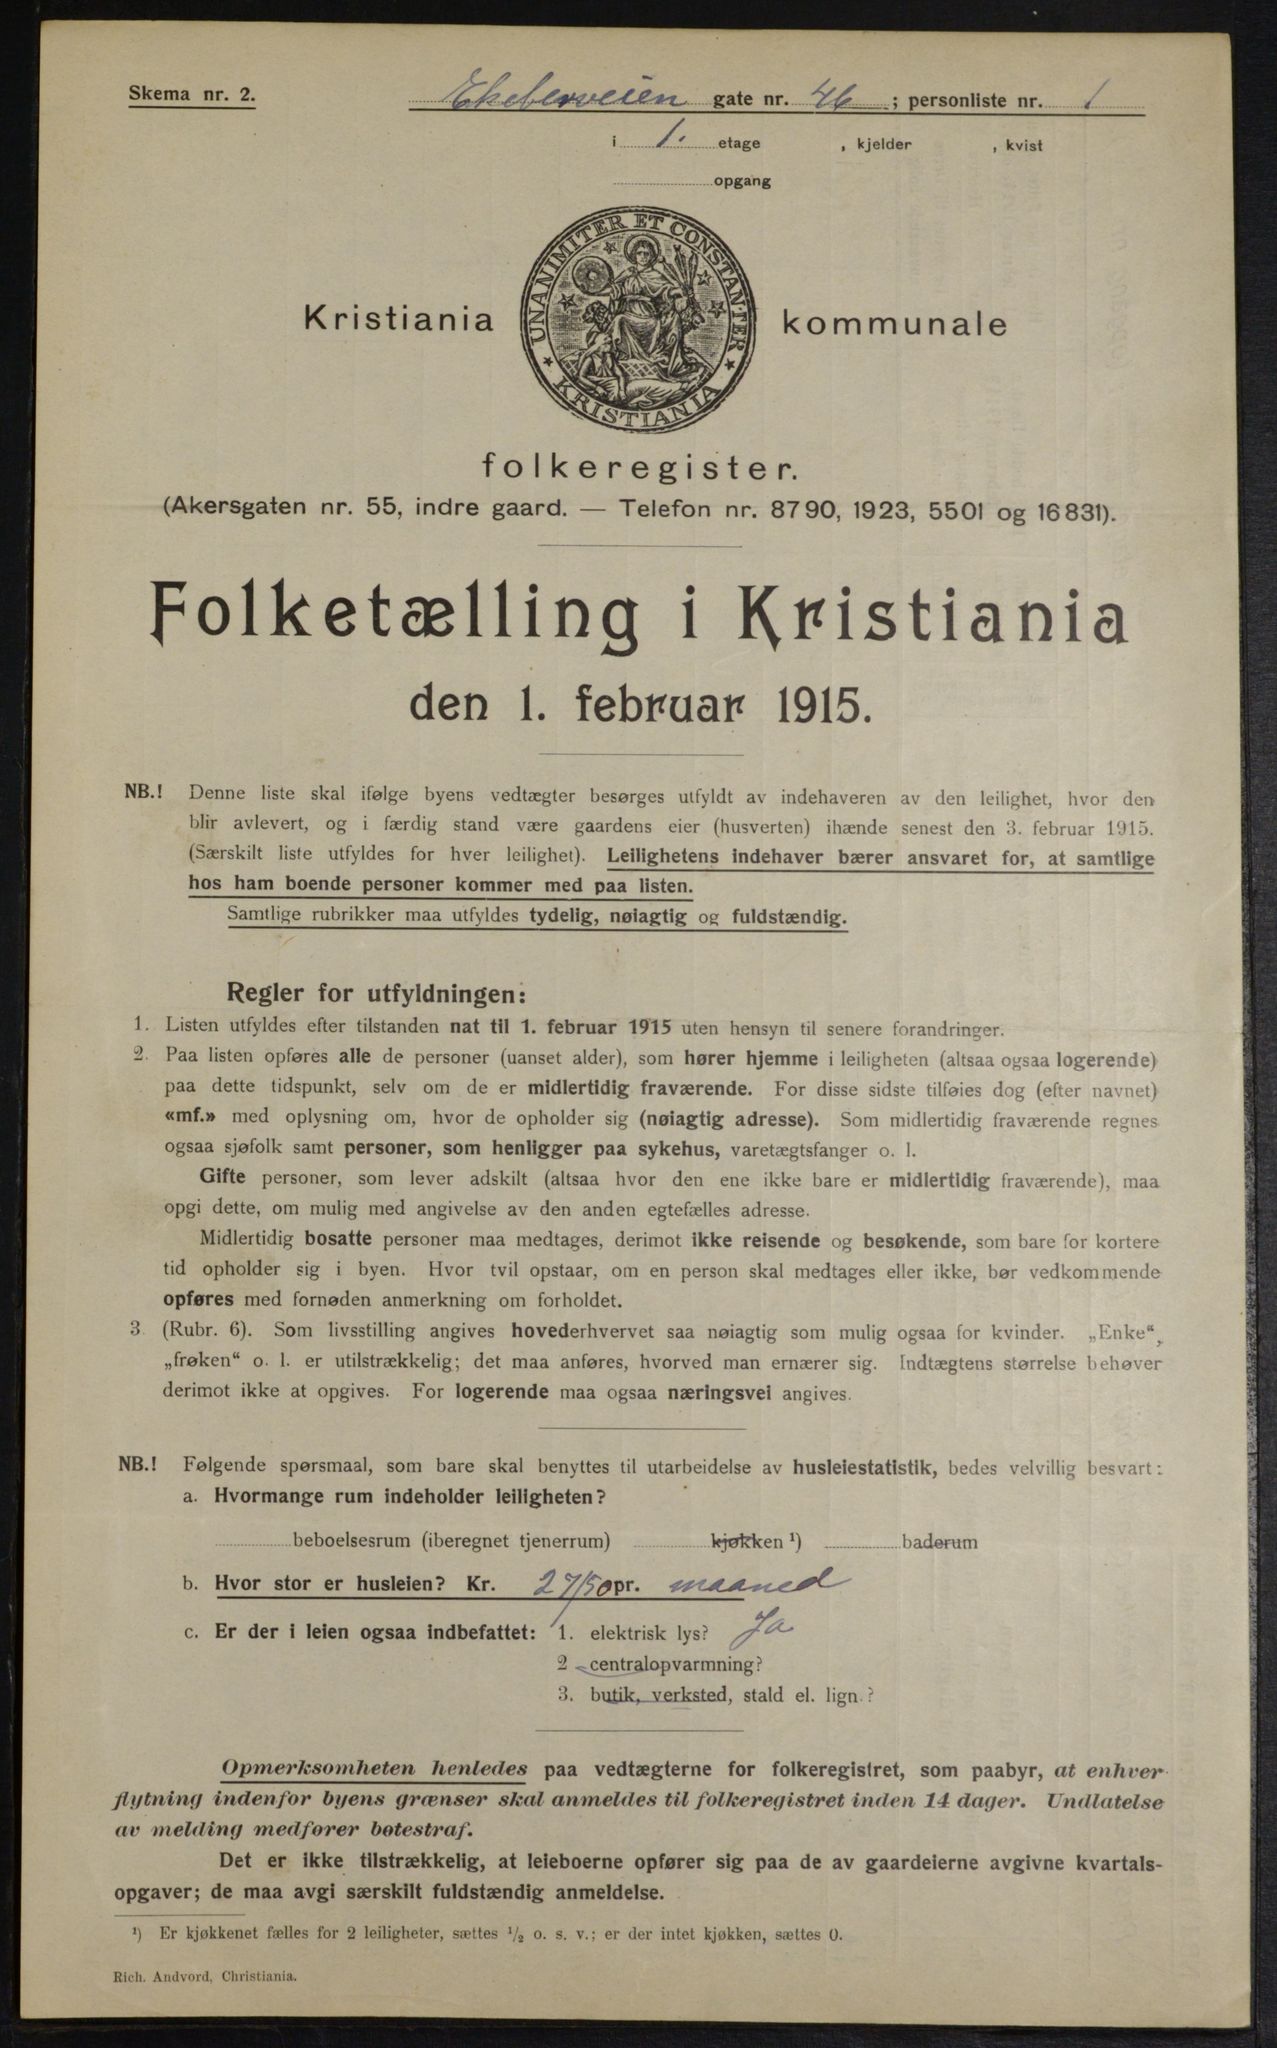 Skema nr. 2.
Ekeberveien gate nr. 46 ; personliste nr. 1
i 1. etage , kjelder , kvist
opgang
UNANIMITER ET CONSTANTER
KRISTIANIA
Kristiania kommunale
folkeregister.
(Akersgaten nr. 55, indre gaard. — Telefon nr. 8790, 1923, 5501 og 16831).
Folketælling i Kristiania
den 1. februar 1915.
NB.! Denne liste skal ifølge byens vedtægter besørges utfyldt av indehaveren av den leilighet, hvor den
blir avlevert, og i færdig stand være gaardens eier (husverten) ihænde senest den 3. februar 1915.
(Særskilt liste utfyldes for hver leilighet). Leilighetens indehaver bærer ansvaret for, at samtlige
hos ham boende personer kommer med paa listen.
Samtlige rubrikker maa utfyldes tydelig, nøiagtig og fuldstændig.
Regler for utfyldningen:
1. Listen utfyldes efter tilstanden nat til 1. februar 1915 uten hensyn til senere forandringer.
2. Paa listen opføres alle de personer (uanset alder), som hører hjemme i leiligheten (altsaa ogsaa logerende)
paa dette tidspunkt, selv om de er midlertidig fraværende. For disse sidste tilføies dog (efter navnet)
«mf.» med oplysning om, hvor de opholder sig (nøiagtig adresse). Som midlertidig fraværende regnes
ogsaa sjøfolk samt personer, som henligger paa sykehus, varetægtsfanger o. l.
Gifte personer, som lever adskilt (altsaa hvor den ene ikke bare er midlertidig fraværende), maa
opgi dette, om mulig med angivelse av den anden egtefælles adresse.
Midlertidig bosatte personer maa medtages, derimot ikke reisende og besøkende, som bare for kortere
tid opholder sig i byen. Hvor tvil opstaar, om en person skal medtages eller ikke, bør vedkommende
opføres med fornøden anmerkning om forholdet.
3. (Rubr. 6). Som livsstilling angives hovederhvervet saa nøiagtig som mulig ogsaa for kvinder. „Enke“,
„frøken“ o. l. er utilstrækkelig; det maa anføres, hvorved man ernærer sig. Indtægtens størrelse behøver
derimot ikke at opgives. For logerende maa ogsaa næringsvei angives.
NB.! Følgende spørsmaal, som bare skal benyttes til utarbeidelse av husleiestatistik, bedes velvillig besvart:
a. Hvormange rum indeholder leiligheten?
beboelsesrum (iberegnet tjenerrum) kjøkken ¹) baderum
b. Hvor stor er husleien? Kr. 27/50 pr. maaned
c. Er der i leien ogsaa indbefattet: 1. elektrisk lys? Ja
2 centralopvarmning?
3. butik, verksted, stald el. lign.?
Opmerksomheten henledes paa vedtægterne for folkeregistret, som paabyr, at enhver
flytning indenfor byens grænser skal anmeldes til folkeregistret inden 14 dager. Undlatelse
av melding medfører bøtestraf.
Det er ikke tilstrækkelig, at leieboerne opfører sig paa de av gaardeierne avgivne kvartals-
opgaver; de maa avgi særskilt fuldstændig anmeldelse.
¹) Er kjøkkenet fælles for 2 leiligheter, sættes ½ o. s. v.; er der intet kjøkken, sættes 0.
Rich. Andvord, Christiania.